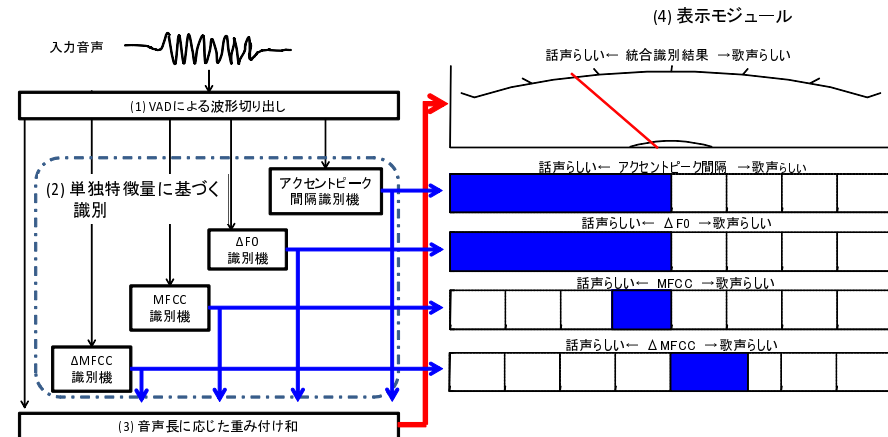 (4) 表示モジュール
入力音声
話声らしい← 統合識別結果 →歌声らしい
(1) VADによる波形切り出し
(2) 単独特徴量に基づく
識別
アクセントピーク
間隔識別機
話声らしい← アクセントピーク間隔 →歌声らしい
ΔF0
識別機
話声らしい← ΔF0 →歌声らしい
MFCC
識別機
話声らしい← MFCC →歌声らしい
ΔMFCC
識別機
話声らしい← ΔMFCC →歌声らしい
(3) 音声長に応じた重み付け和